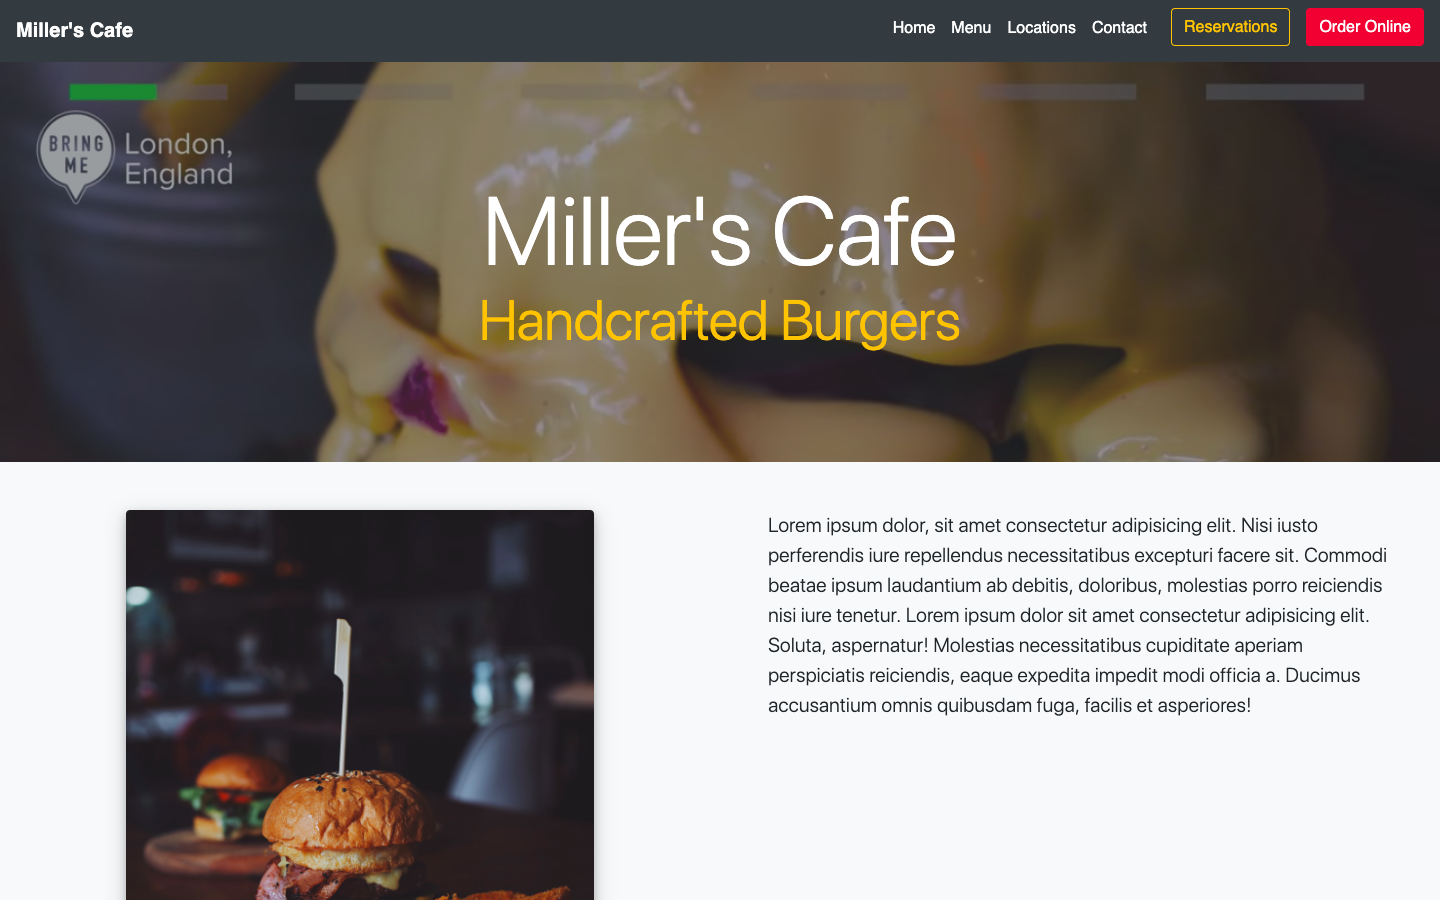 Miller's Cafe
Home Menu Locations Contact Reservations Order Online
BRING ME
London,
England
Miller's Cafe
Handcrafted Burgers
Lorem ipsum dolor, sit amet consectetur adipisicing elit. Nisi iusto
perferendis iure repellendus necessitatibus excepturi facere sit. Commodi
beatae ipsum laudantium ab debitis, doloribus, molestias porro reiciendis
nisi iure tenetur. Lorem ipsum dolor sit amet consectetur adipisicing elit.
Soluta, aspernatur! Molestias necessitatibus cupiditate aperiam
perspiciatis reiciendis, eaque expedita impedit modi officia a. Ducimus
accusantium omnis quibusdam fuga, facilis et asperiores!